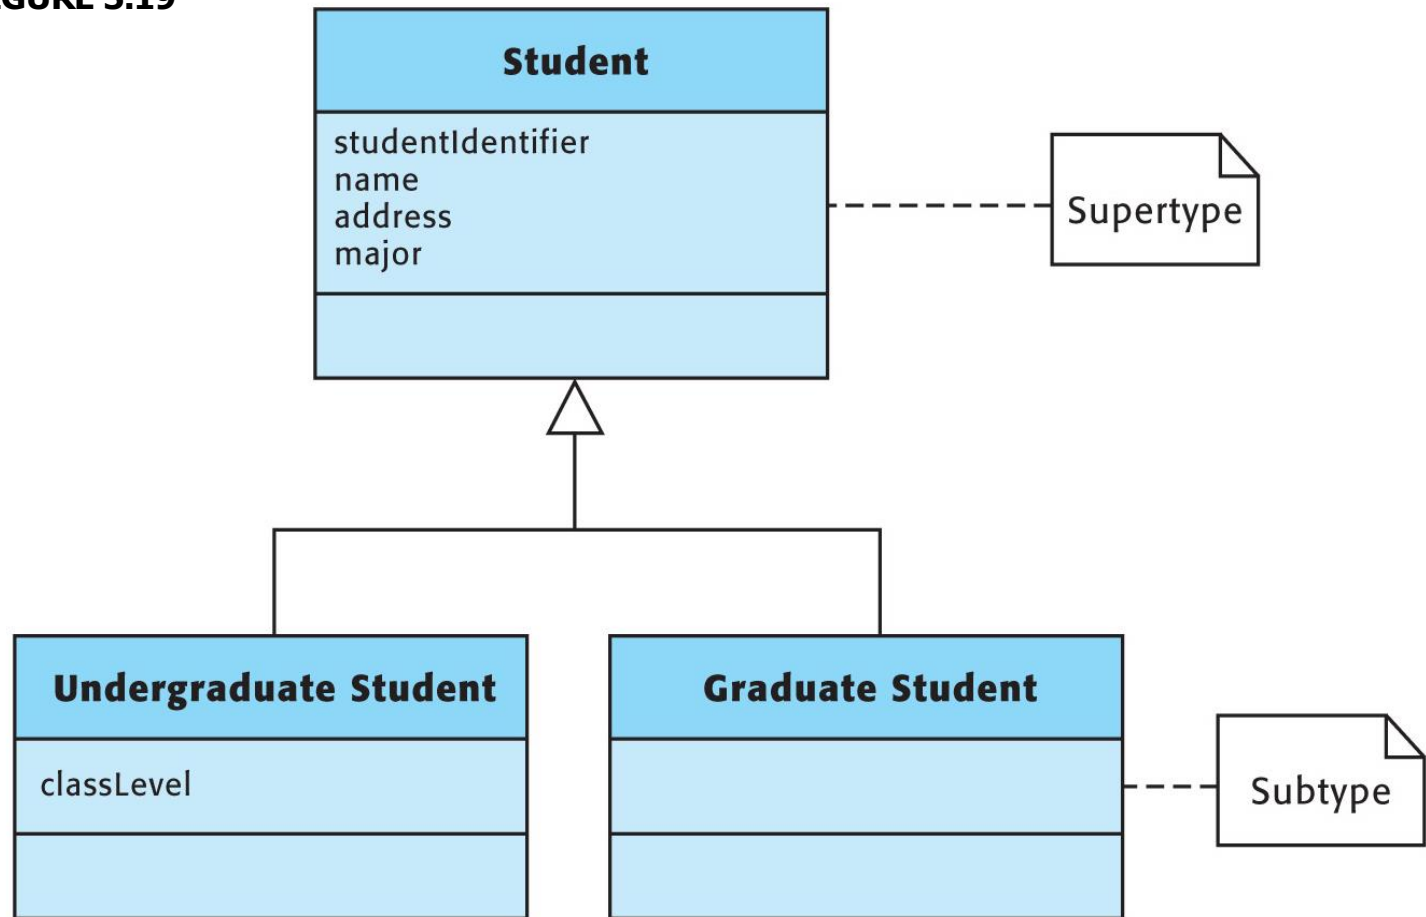 Student
studentIdentifier
name
address
major
Supertype
Undergraduate Student
classLevel
Graduate Student
Subtype